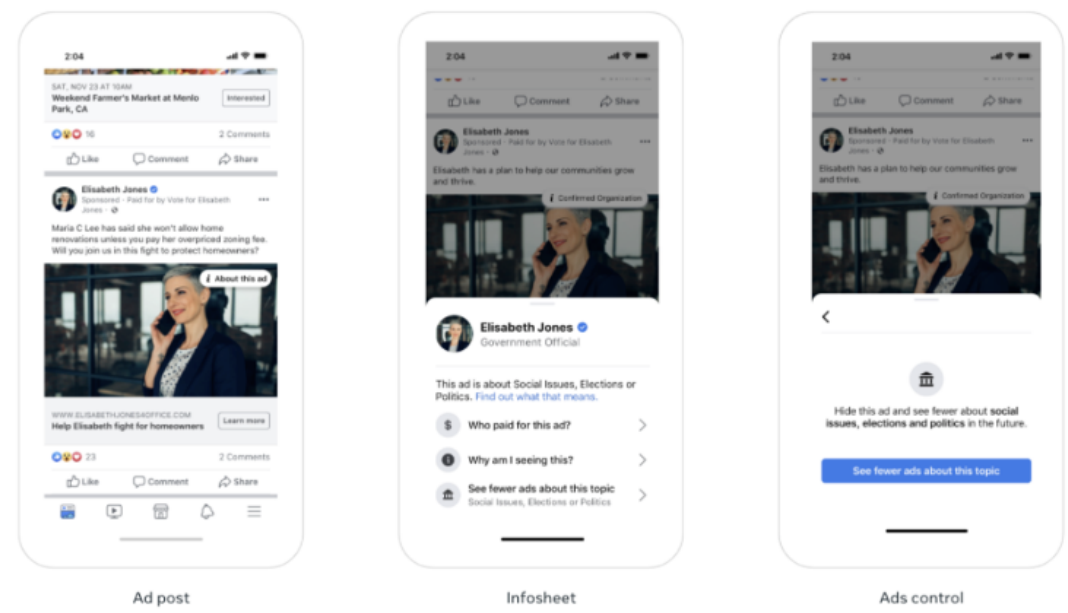 2:04
SAT, NOV 23 AT 10AM
Weekend Farmer's Market at Menlo
Park, CA
Interested
16
2 Comments
Like
Comment
Share
Elisabeth Jones
Sponsored · Paid for by Vote for Elisabeth
Jones ·
Maria C Lee has said she won't allow home
renovations unless you pay her overpriced zoning fee.
Will you join us in this fight to protect homeowners?
i About this ad
WWW.ELISABETHJONES4OFFICE.COM
Help Elisabeth fight for homeowners
Learn more
23
2 Comments
Like
Comment
Share
Ad post
2:04
Like
Comment
Share
Elisabeth Jones
Sponsored · Paid for by Vote for Elisabeth
Jones ·
Elisabeth has a plan to help our communities grow
and thrive.
i Confirmed Organization
Elisabeth Jones
Government Official
This ad is about Social Issues, Elections or
Politics. Find out what that means.
$ Who paid for this ad?
Why am I seeing this?
See fewer ads about this topic
Social Issues, Elections or Politics
Infosheet
2:04
Like
Comment
Share
Elisabeth Jones
Sponsored · Paid for by Vote for Elisabeth
Jones ·
Elisabeth has a plan to help our communities grow
and thrive.
i Confirmed Organization
Hide this ad and see fewer about social
issues, elections and politics in the future.
See fewer ads about this topic
Ads control